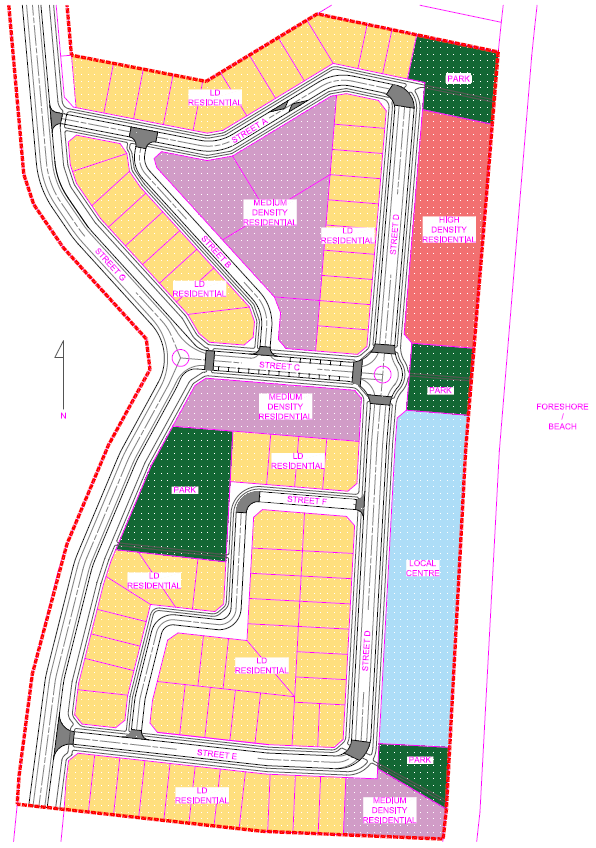 PARK
LD
RESIDENTIAL
STREET A
MEDIUM
DENSITY
RESIDENTIAL
HIGH
DENSITY
RESIDENTIAL
LD
RESIDENTIAL
STREET D
STREET B
STREET G
LD
RESIDENTIAL
STREET C
PARK
N
MEDIUM
DENSITY
RESIDENTIAL
FORESHORE
/
BEACH
LD
RESIDENTIAL
PARK
STREET F
LOCAL
CENTRE
LD
RESIDENTIAL
STREET D
LD
RESIDENTIAL
STREET E
PARK
LD
RESIDENTIAL
MEDIUM
DENSITY
RESIDENTIAL